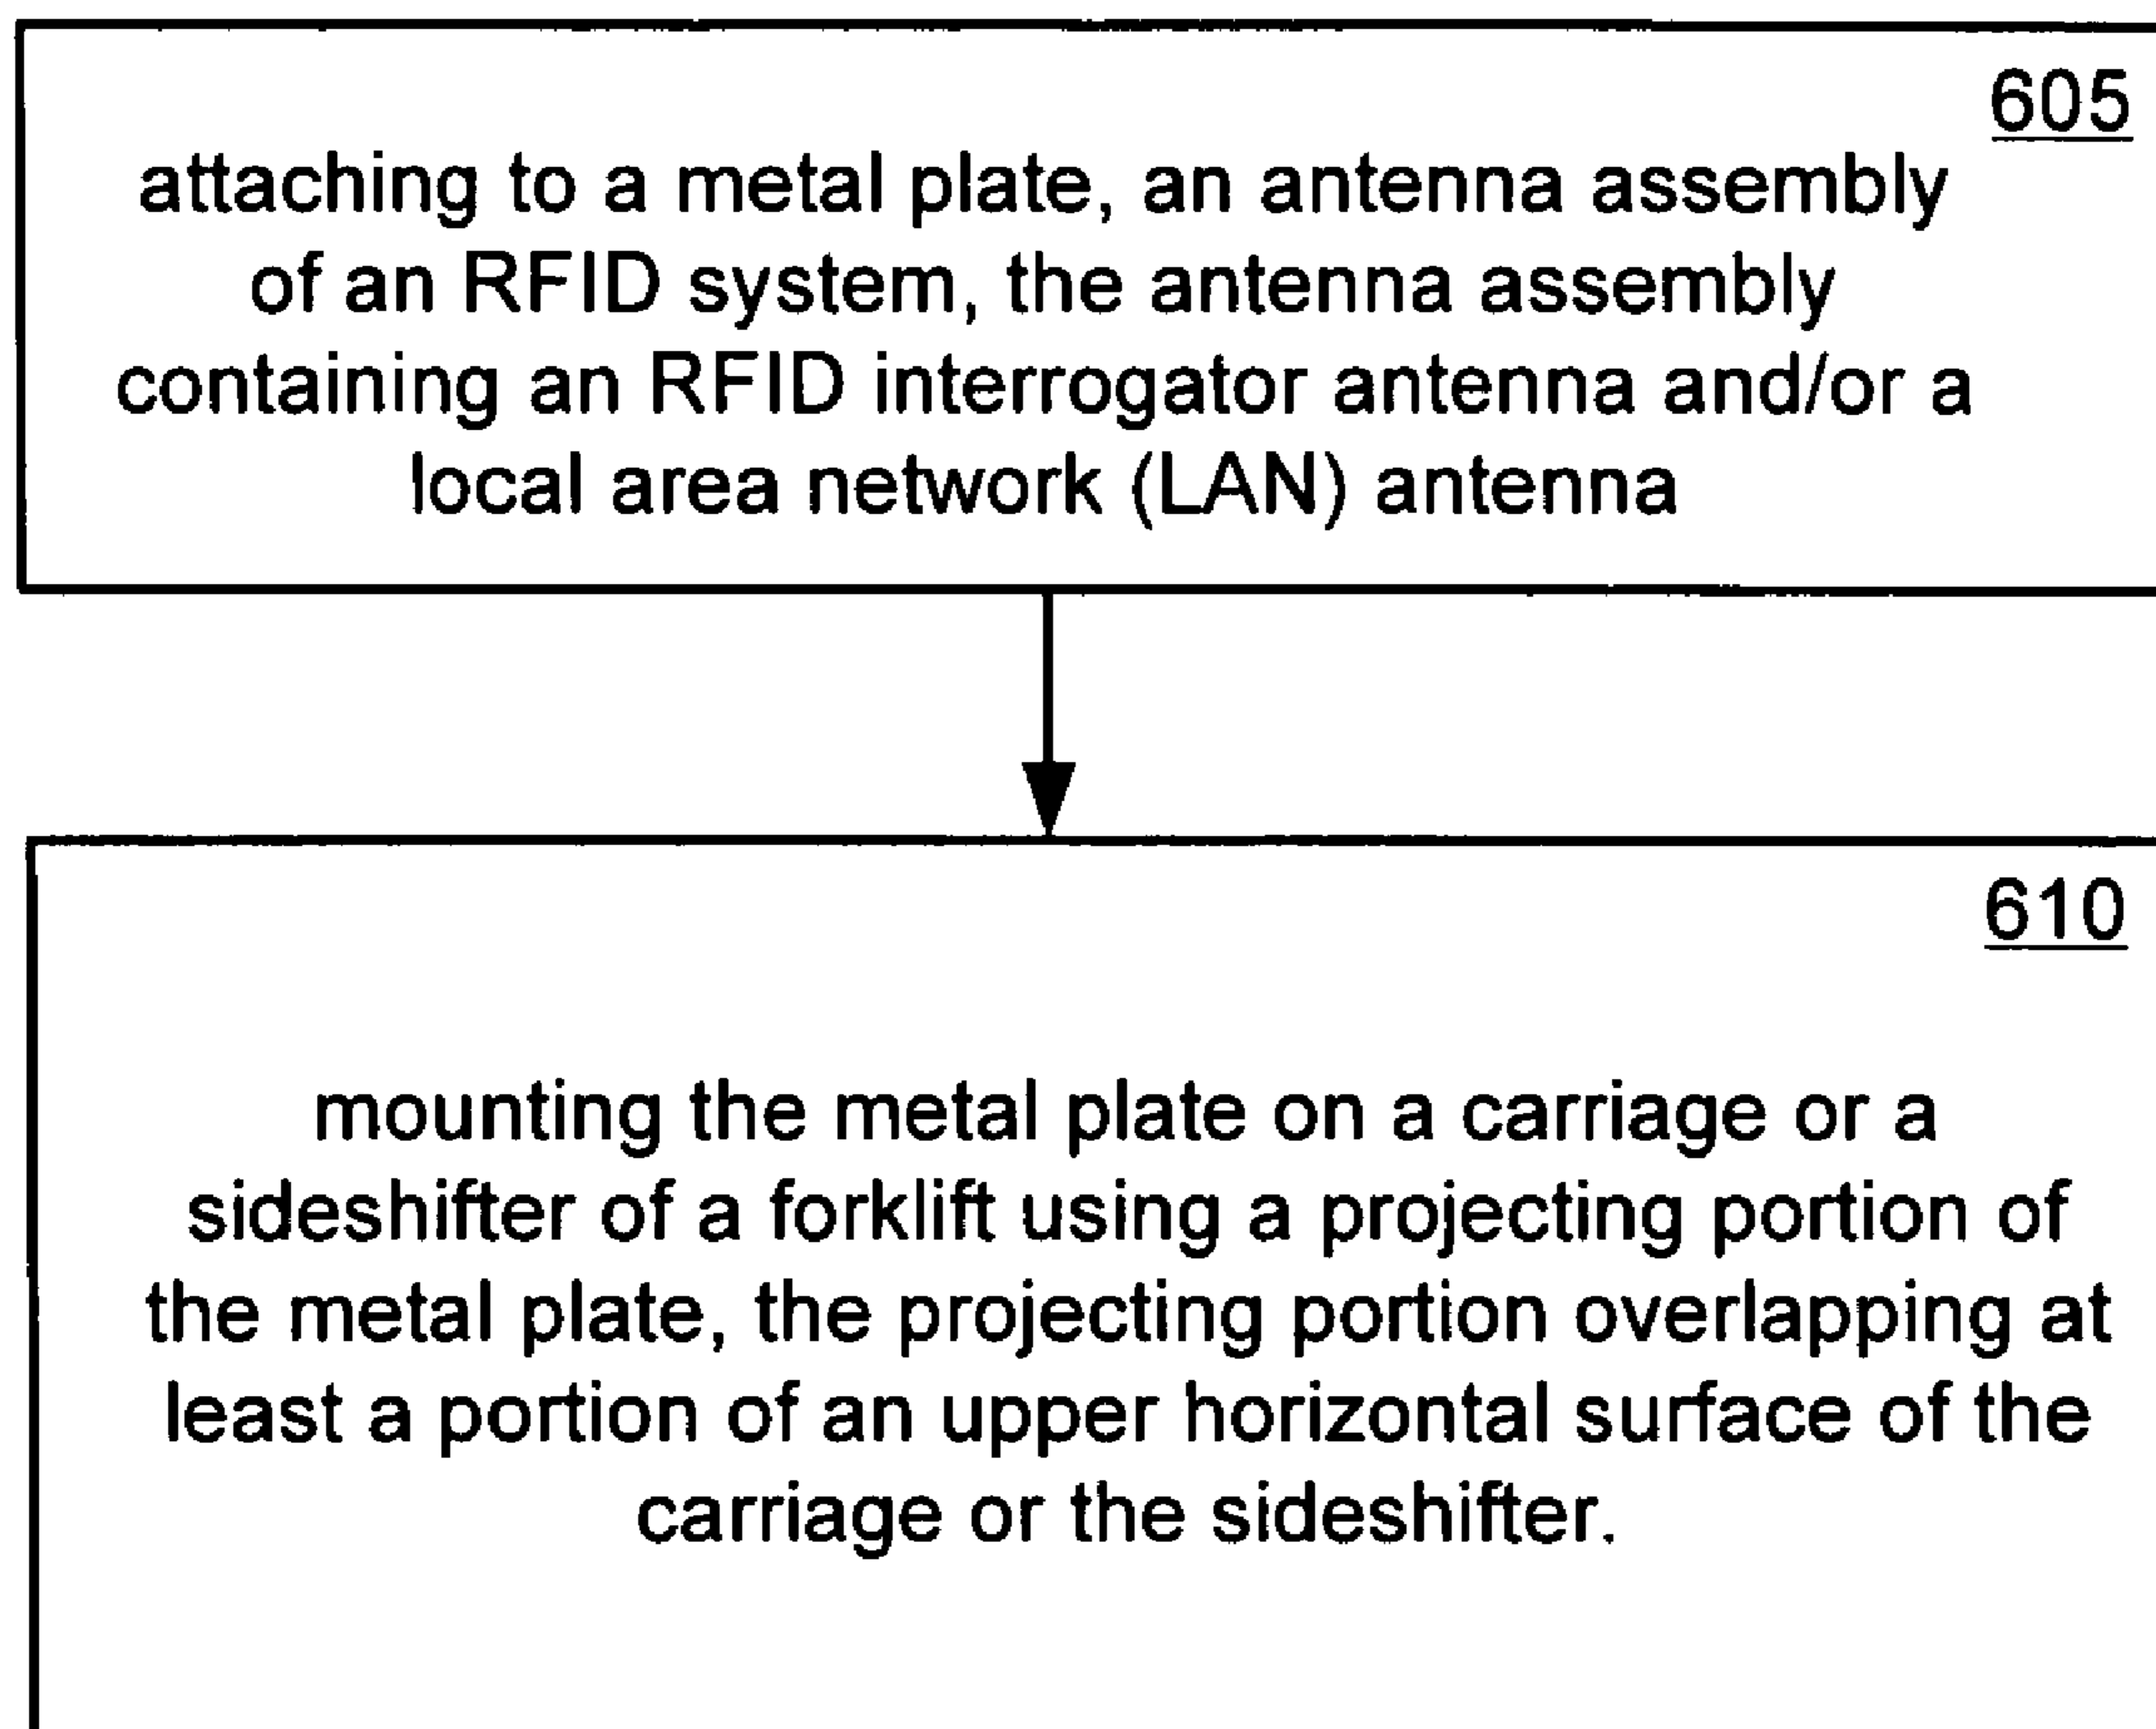 605
attaching to a metal plate, an antenna assembly
of an RFID system, the antenna assembly
containing an RFID interrogator antenna and/or a
local area network (LAN) antenna
610
mounting the metal plate on a carriage or a
sideshifter of a forklift using a projecting portion of
the metal plate, the projecting portion overlapping at
least a portion of an upper horizontal surface of the
carriage or the sideshifter.